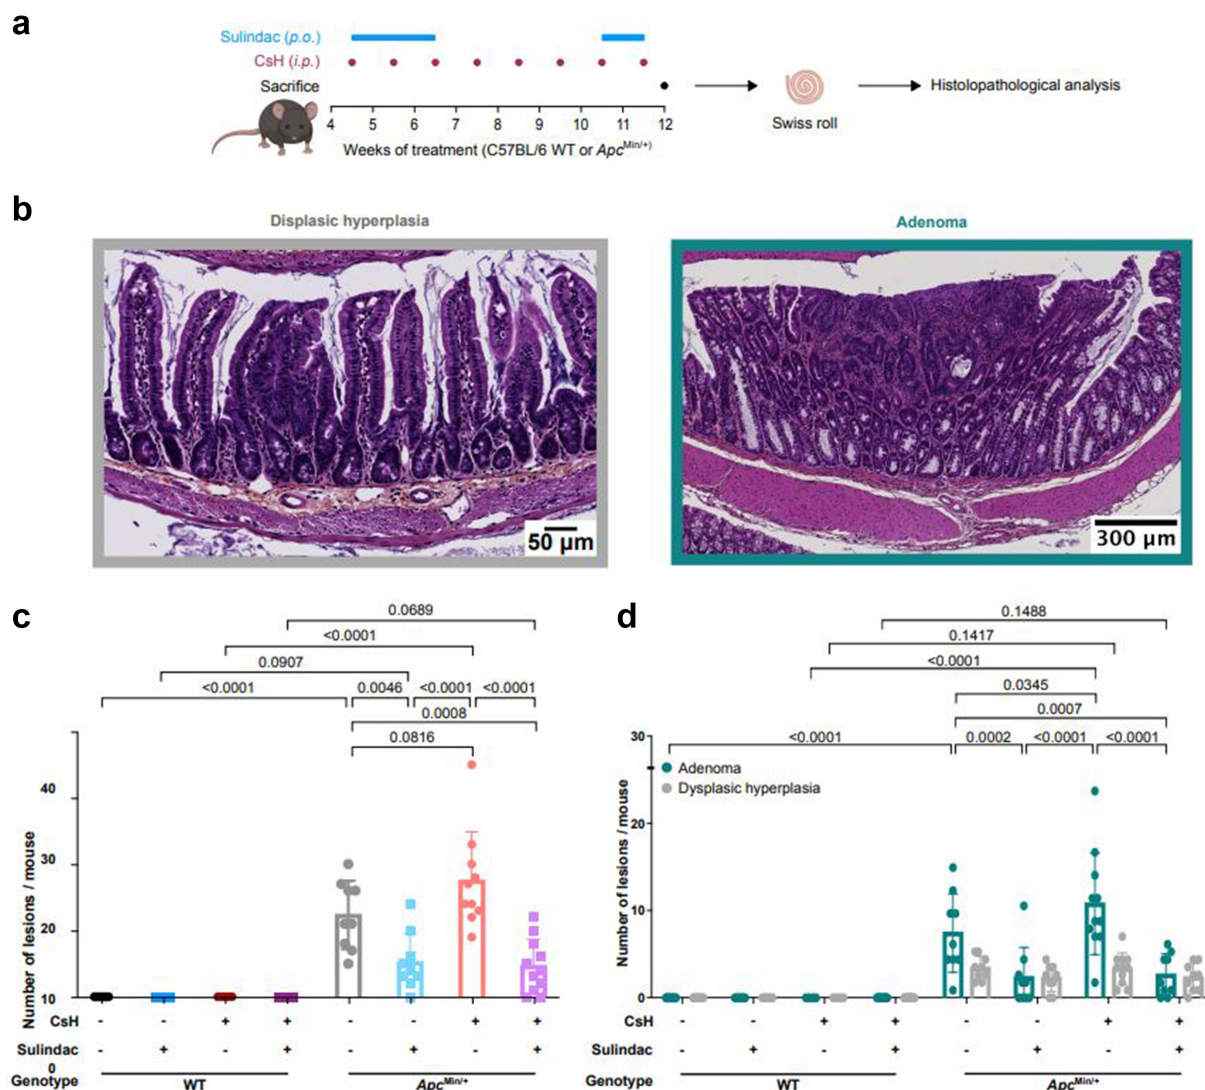 a
Sulindac (p.o.)
CsH (i.p.)
Sacrifice
4 5 6 7 8 9 10 11 12
Weeks of treatment (C57BL/6 WT or ApcMin/+)
Swiss roll
Histolopathological analysis
b
Displasic hyperplasia
Adenoma
50 µm
300 µm
c
0.0689
<0.0001
0.0907
<0.0001 0.0046 <0.0001 <0.0001
0.0008
0.0816
Number of lesions / mouse
40
30
20
10
0
CsH - - + + - - + +
Sulindac - + - + - + - +
Genotype WT ApcMin/+
d
0.1488
0.1417
<0.0001
0.0345
0.0007
<0.0001 0.0002 <0.0001 <0.0001
Number of lesions / mouse
30
20
10
0
Adenoma
Dysplasic hyperplasia
CsH - - + + - - + +
Sulindac - + - + - + - +
Genotype WT ApcMin/+